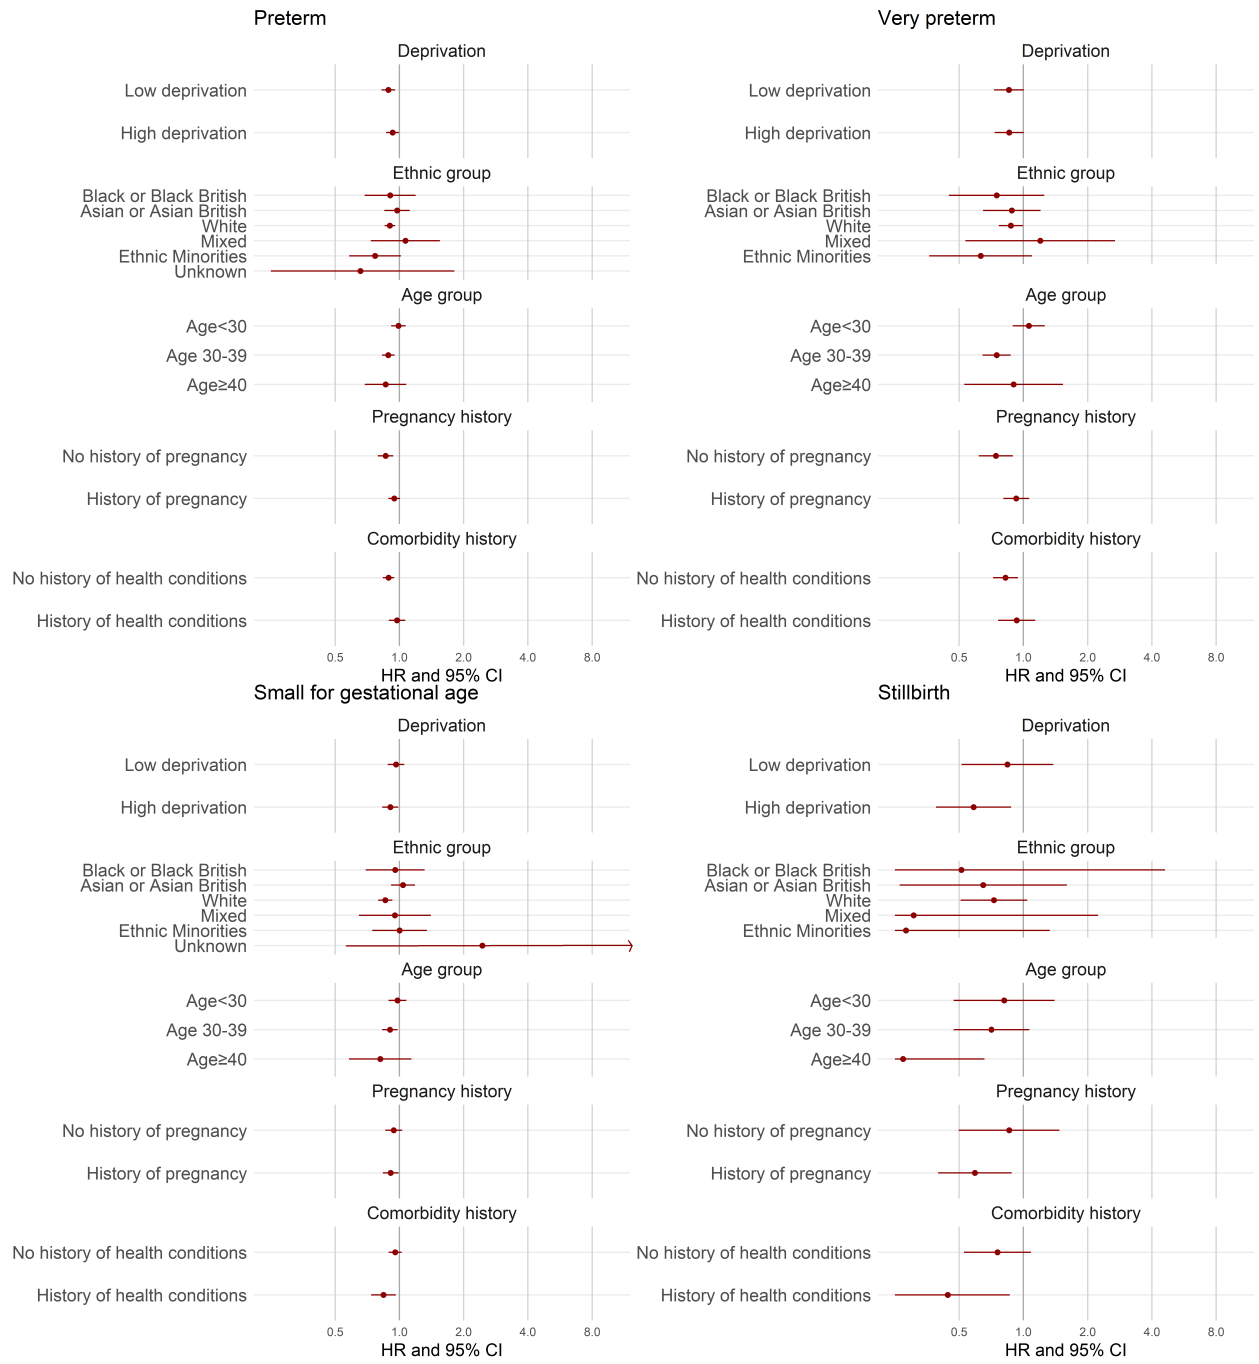 Preterm
Deprivation
Low deprivation
High deprivation
Ethnic group
Black or Black British
Asian or Asian British
White
Mixed
Ethnic Minorities
Unknown
Age group
Age<30
Age 30-39
Age≥40
Pregnancy history
No history of pregnancy
History of pregnancy
Comorbidity history
No history of health conditions
History of health conditions
0.5 1.0 2.0 4.0 8.0
HR and 95% CI
Very preterm
Deprivation
Low deprivation
High deprivation
Ethnic group
Black or Black British
Asian or Asian British
White
Mixed
Ethnic Minorities
Age group
Age<30
Age 30-39
Age≥40
Pregnancy history
No history of pregnancy
History of pregnancy
Comorbidity history
No history of health conditions
History of health conditions
0.5 1.0 2.0 4.0 8.0
HR and 95% CI
Small for gestational age
Deprivation
Low deprivation
High deprivation
Ethnic group
Black or Black British
Asian or Asian British
White
Mixed
Ethnic Minorities
Unknown
Age group
Age<30
Age 30-39
Age≥40
Pregnancy history
No history of pregnancy
History of pregnancy
Comorbidity history
No history of health conditions
History of health conditions
0.5 1.0 2.0 4.0 8.0
HR and 95% CI
Stillbirth
Deprivation
Low deprivation
High deprivation
Ethnic group
Black or Black British
Asian or Asian British
White
Mixed
Ethnic Minorities
Age group
Age<30
Age 30-39
Age≥40
Pregnancy history
No history of pregnancy
History of pregnancy
Comorbidity history
No history of health conditions
History of health conditions
0.5 1.0 2.0 4.0 8.0
HR and 95% CI